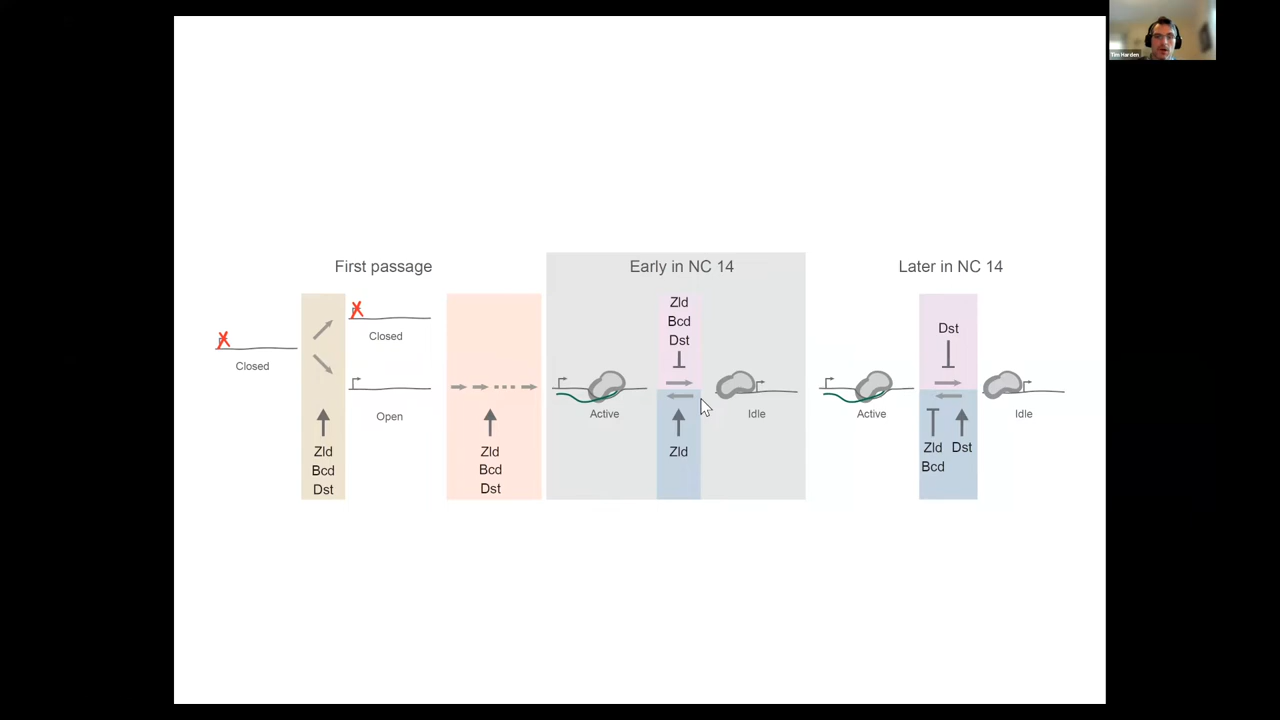 Tim Harden
First passage
Closed
Closed
Open
Zld
Bcd
Dst
Zld
Bcd
Dst
Early in NC 14
Zld
Bcd
Dst
Active
Idle
Zld
Later in NC 14
Dst
Active
Idle
Zld Dst
Bcd